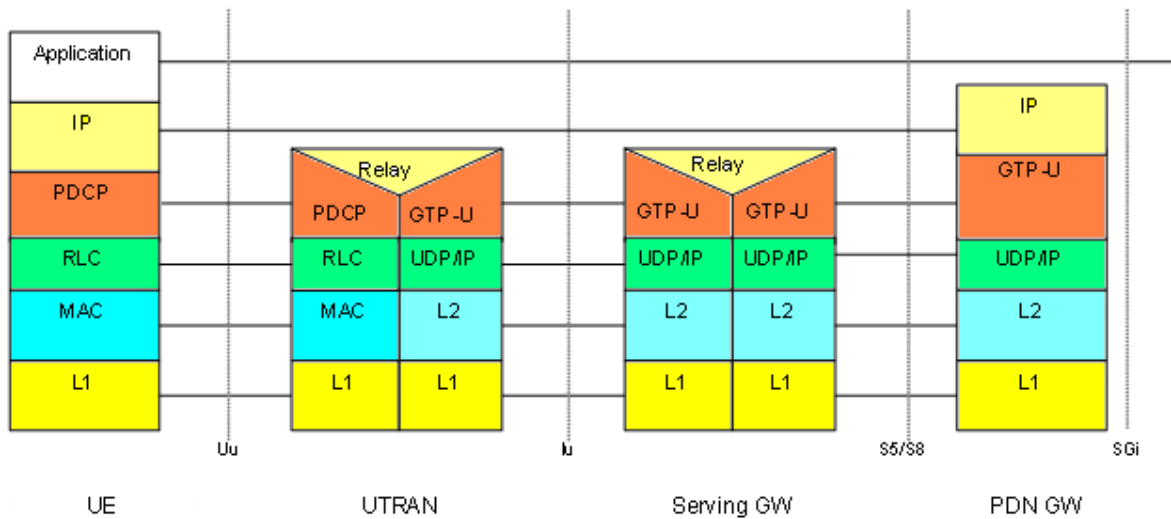 Application
IP
IP
Relay
Relay
PDCP
GTP-U
PDCP
GTP-U
GTP-U
GTP-U
RLC
RLC
UDP/IP
UDP/IP
UDP/IP
UDP/IP
MAC
MAC
L2
L2
L2
L2
L1
L1
L1
L1
L1
L1
Uu
Iu
S5/S8
SGi
UE
UTRAN
Serving GW
PDN GW